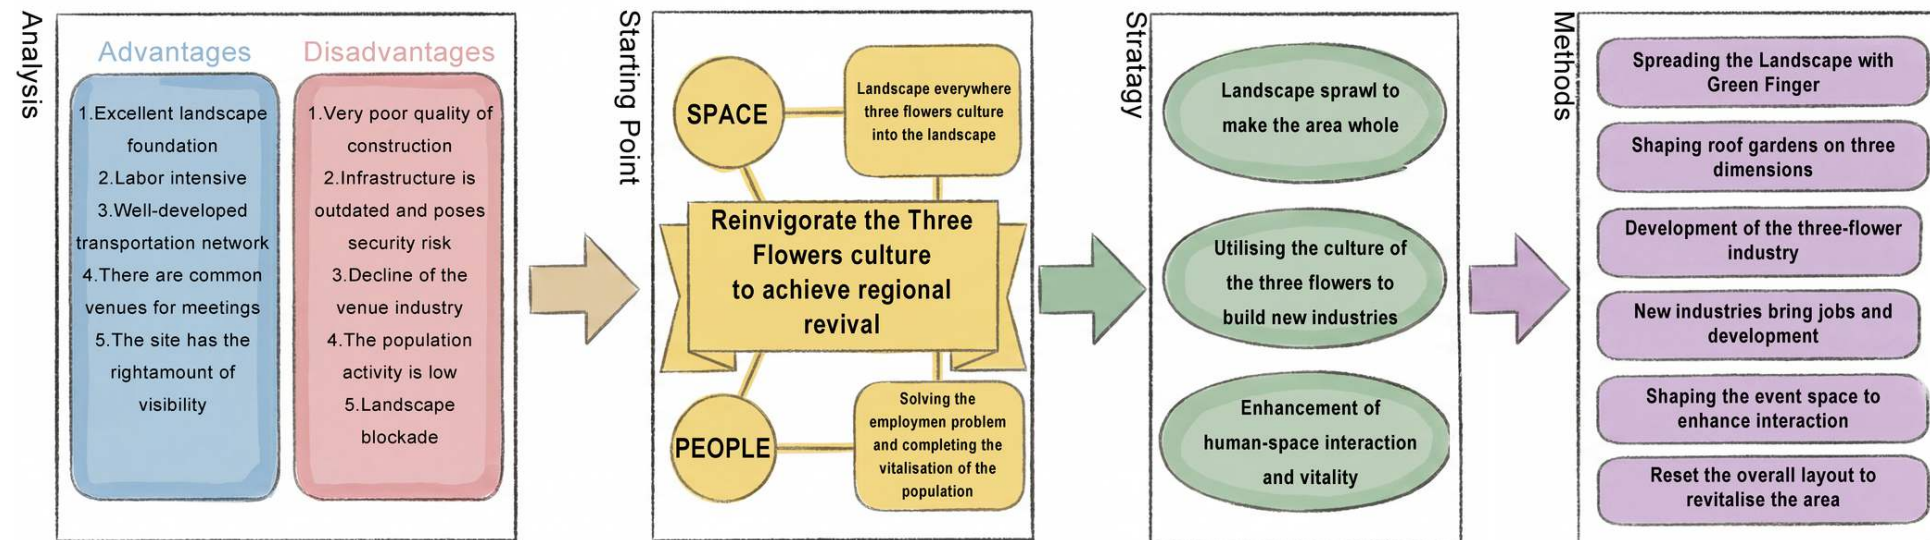 Analysis
Advantages
1.Excellent landscape
foundation
2.Labor intensive
3.Well-developed
transportation network
4.There are common
venues for meetings
5.The site has the
rightamount of
visibility
Disadvantages
1.Very poor quality of
construction
2.Infrastructure is
outdated and poses
security risk
3.Decline of the
venue industry
4.The population
activity is low
5.Landscape
blockade
Starting Point
SPACE
Landscape everywhere
three flowers culture
into the landscape
Reinvigorate the Three
Flowers culture
to achieve regional
revival
PEOPLE
Solving the
employmen problem
and completing the
vitalisation of the
population
Stratagy
Landscape sprawl to
make the area whole
Utilising the culture of
the three flowers to
build new industries
Enhancement of
human-space interaction
and vitality
Methods
Spreading the Landscape with
Green Finger
Shaping roof gardens on three
dimensions
Development of the three-flower
industry
New industries bring jobs and
development
Shaping the event space to
enhance interaction
Reset the overall layout to
revitalise the area